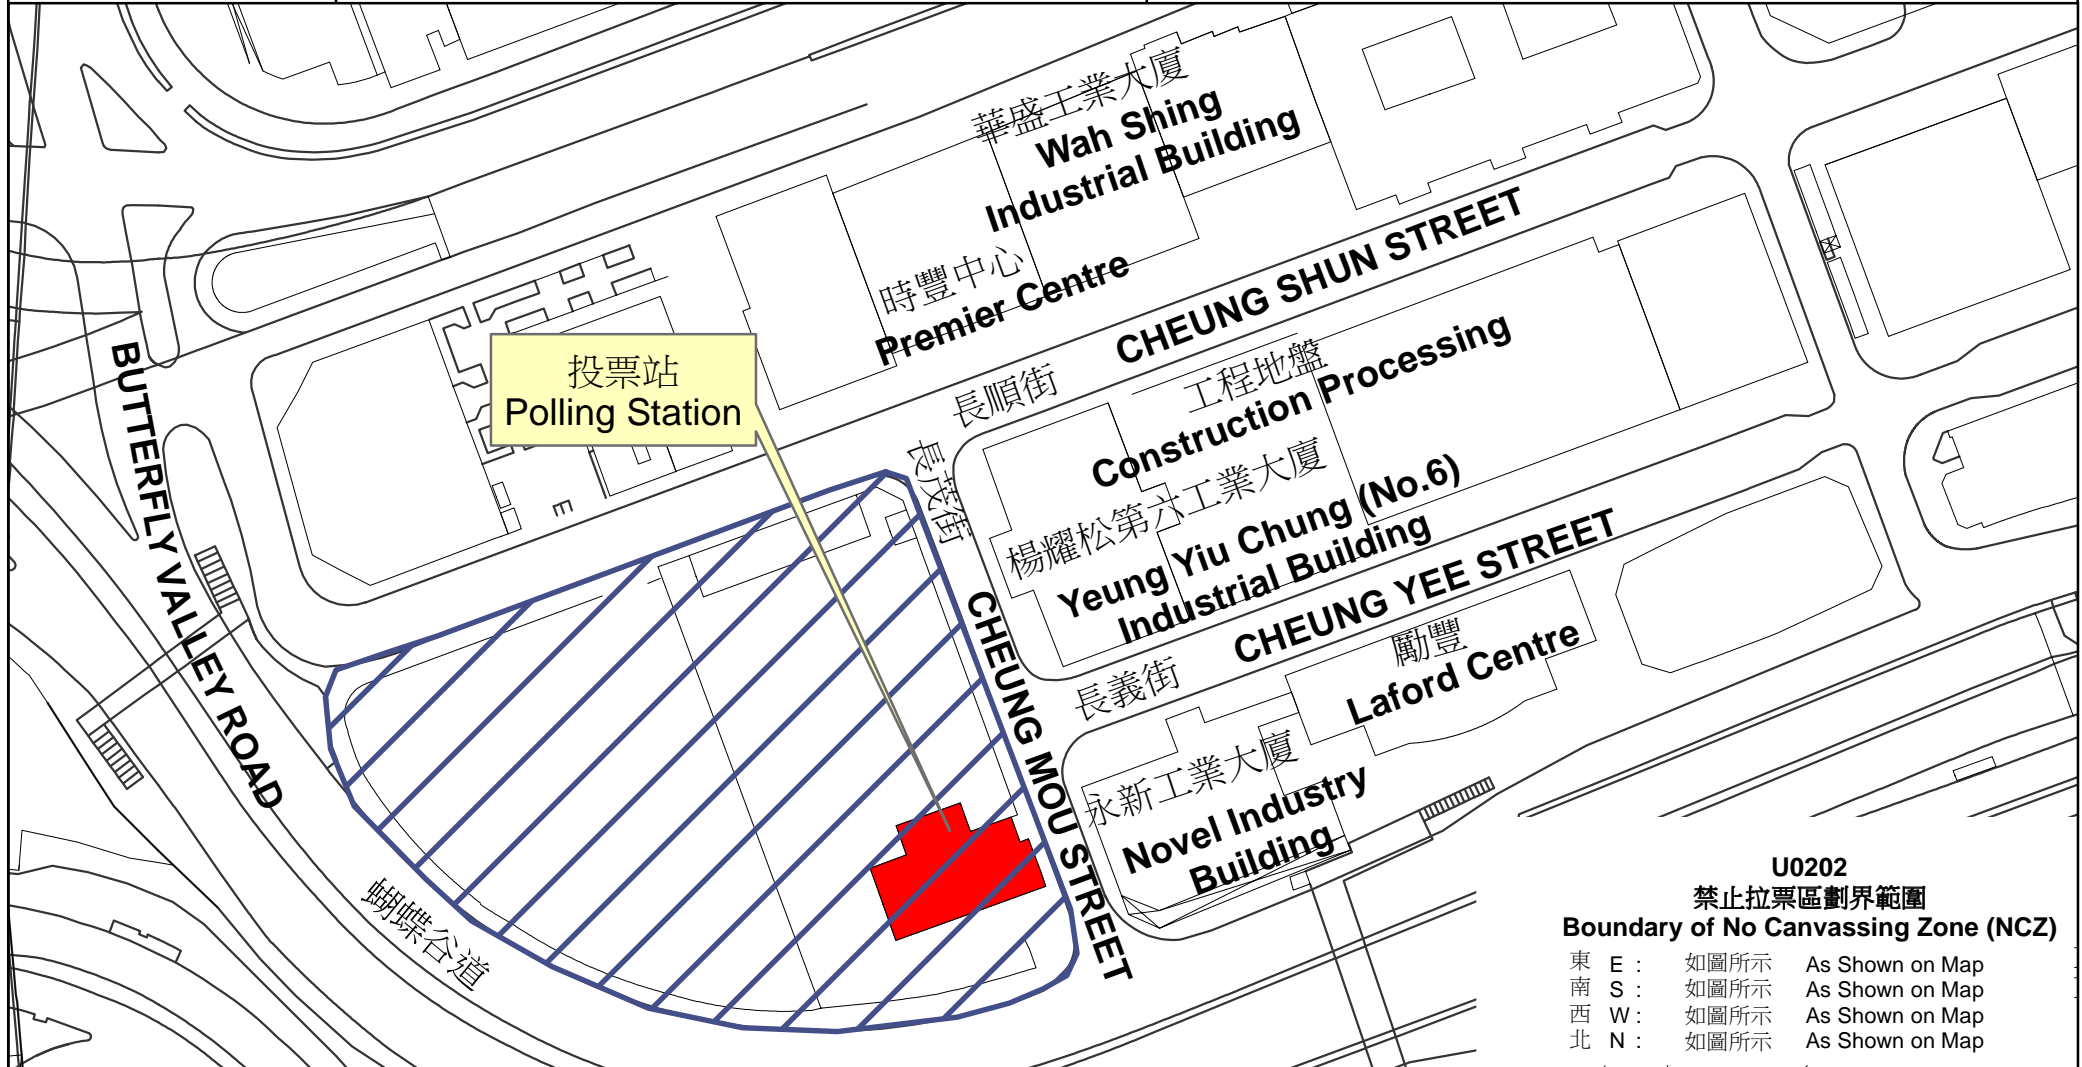 華盛工業大廈
Wah Shing
Industrial Building
時豐中心
Premier Centre
長順街 CHEUNG SHUN STREET
投票站
Polling Station
工程地盤
Construction Processing
長茂街
CHEUNG MOU STREET
楊耀松第六工業大廈
Yeung Yiu Chung (No.6)
Industrial Building
長義街 CHEUNG YEE STREET
勵豐
Laford Centre
永新工業大廈
Novel Industry
Building
BUTTERFLY VALLEY ROAD
蝴蝶谷道
U0202
禁止拉票區劃界範圍
Boundary of No Canvassing Zone (NCZ)
東 E : 如圖所示 As Shown on Map
南 S : 如圖所示 As Shown on Map
西 W : 如圖所示 As Shown on Map
北 N : 如圖所示 As Shown on Map